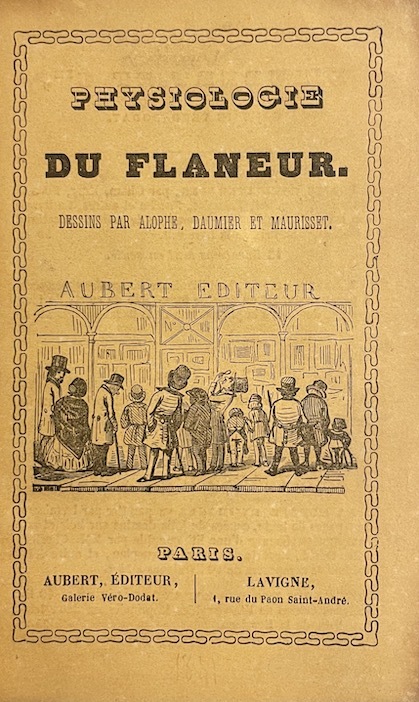 PHYSIOLOGIE
DU FLANEUR.
DESSINS PAR ALOPHE, DAUMIER ET MAURISSET.
AUBERT EDITEUR
PARIS.
AUBERT, ÉDITEUR,
Galerie Véro-Dodat.
LAVIGNE,
1, rue du Paon Saint-André.